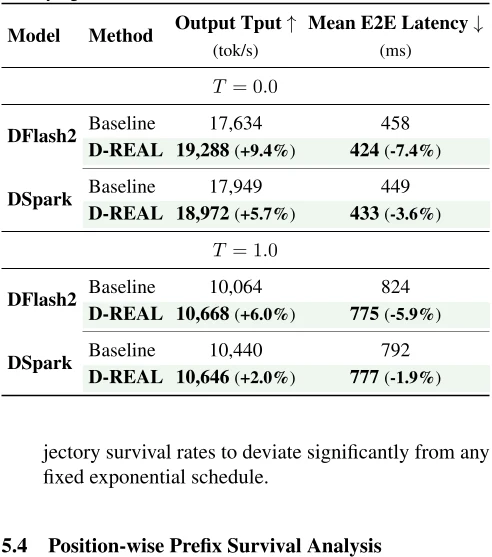 Model Method Output Tput ↑ Mean E2E Latency ↓
(tok/s) (ms)
T = 0.0
DFlash2 Baseline 17,634 458
D-REAL 19,288 (+9.4%) 424 (-7.4%)
DSpark Baseline 17,949 449
D-REAL 18,972 (+5.7%) 433 (-3.6%)
T = 1.0
DFlash2 Baseline 10,064 824
D-REAL 10,668 (+6.0%) 775 (-5.9%)
DSpark Baseline 10,440 792
D-REAL 10,646 (+2.0%) 777 (-1.9%)
jectory survival rates to deviate significantly from any
fixed exponential schedule.
5.4 Position-wise Prefix Survival Analysis